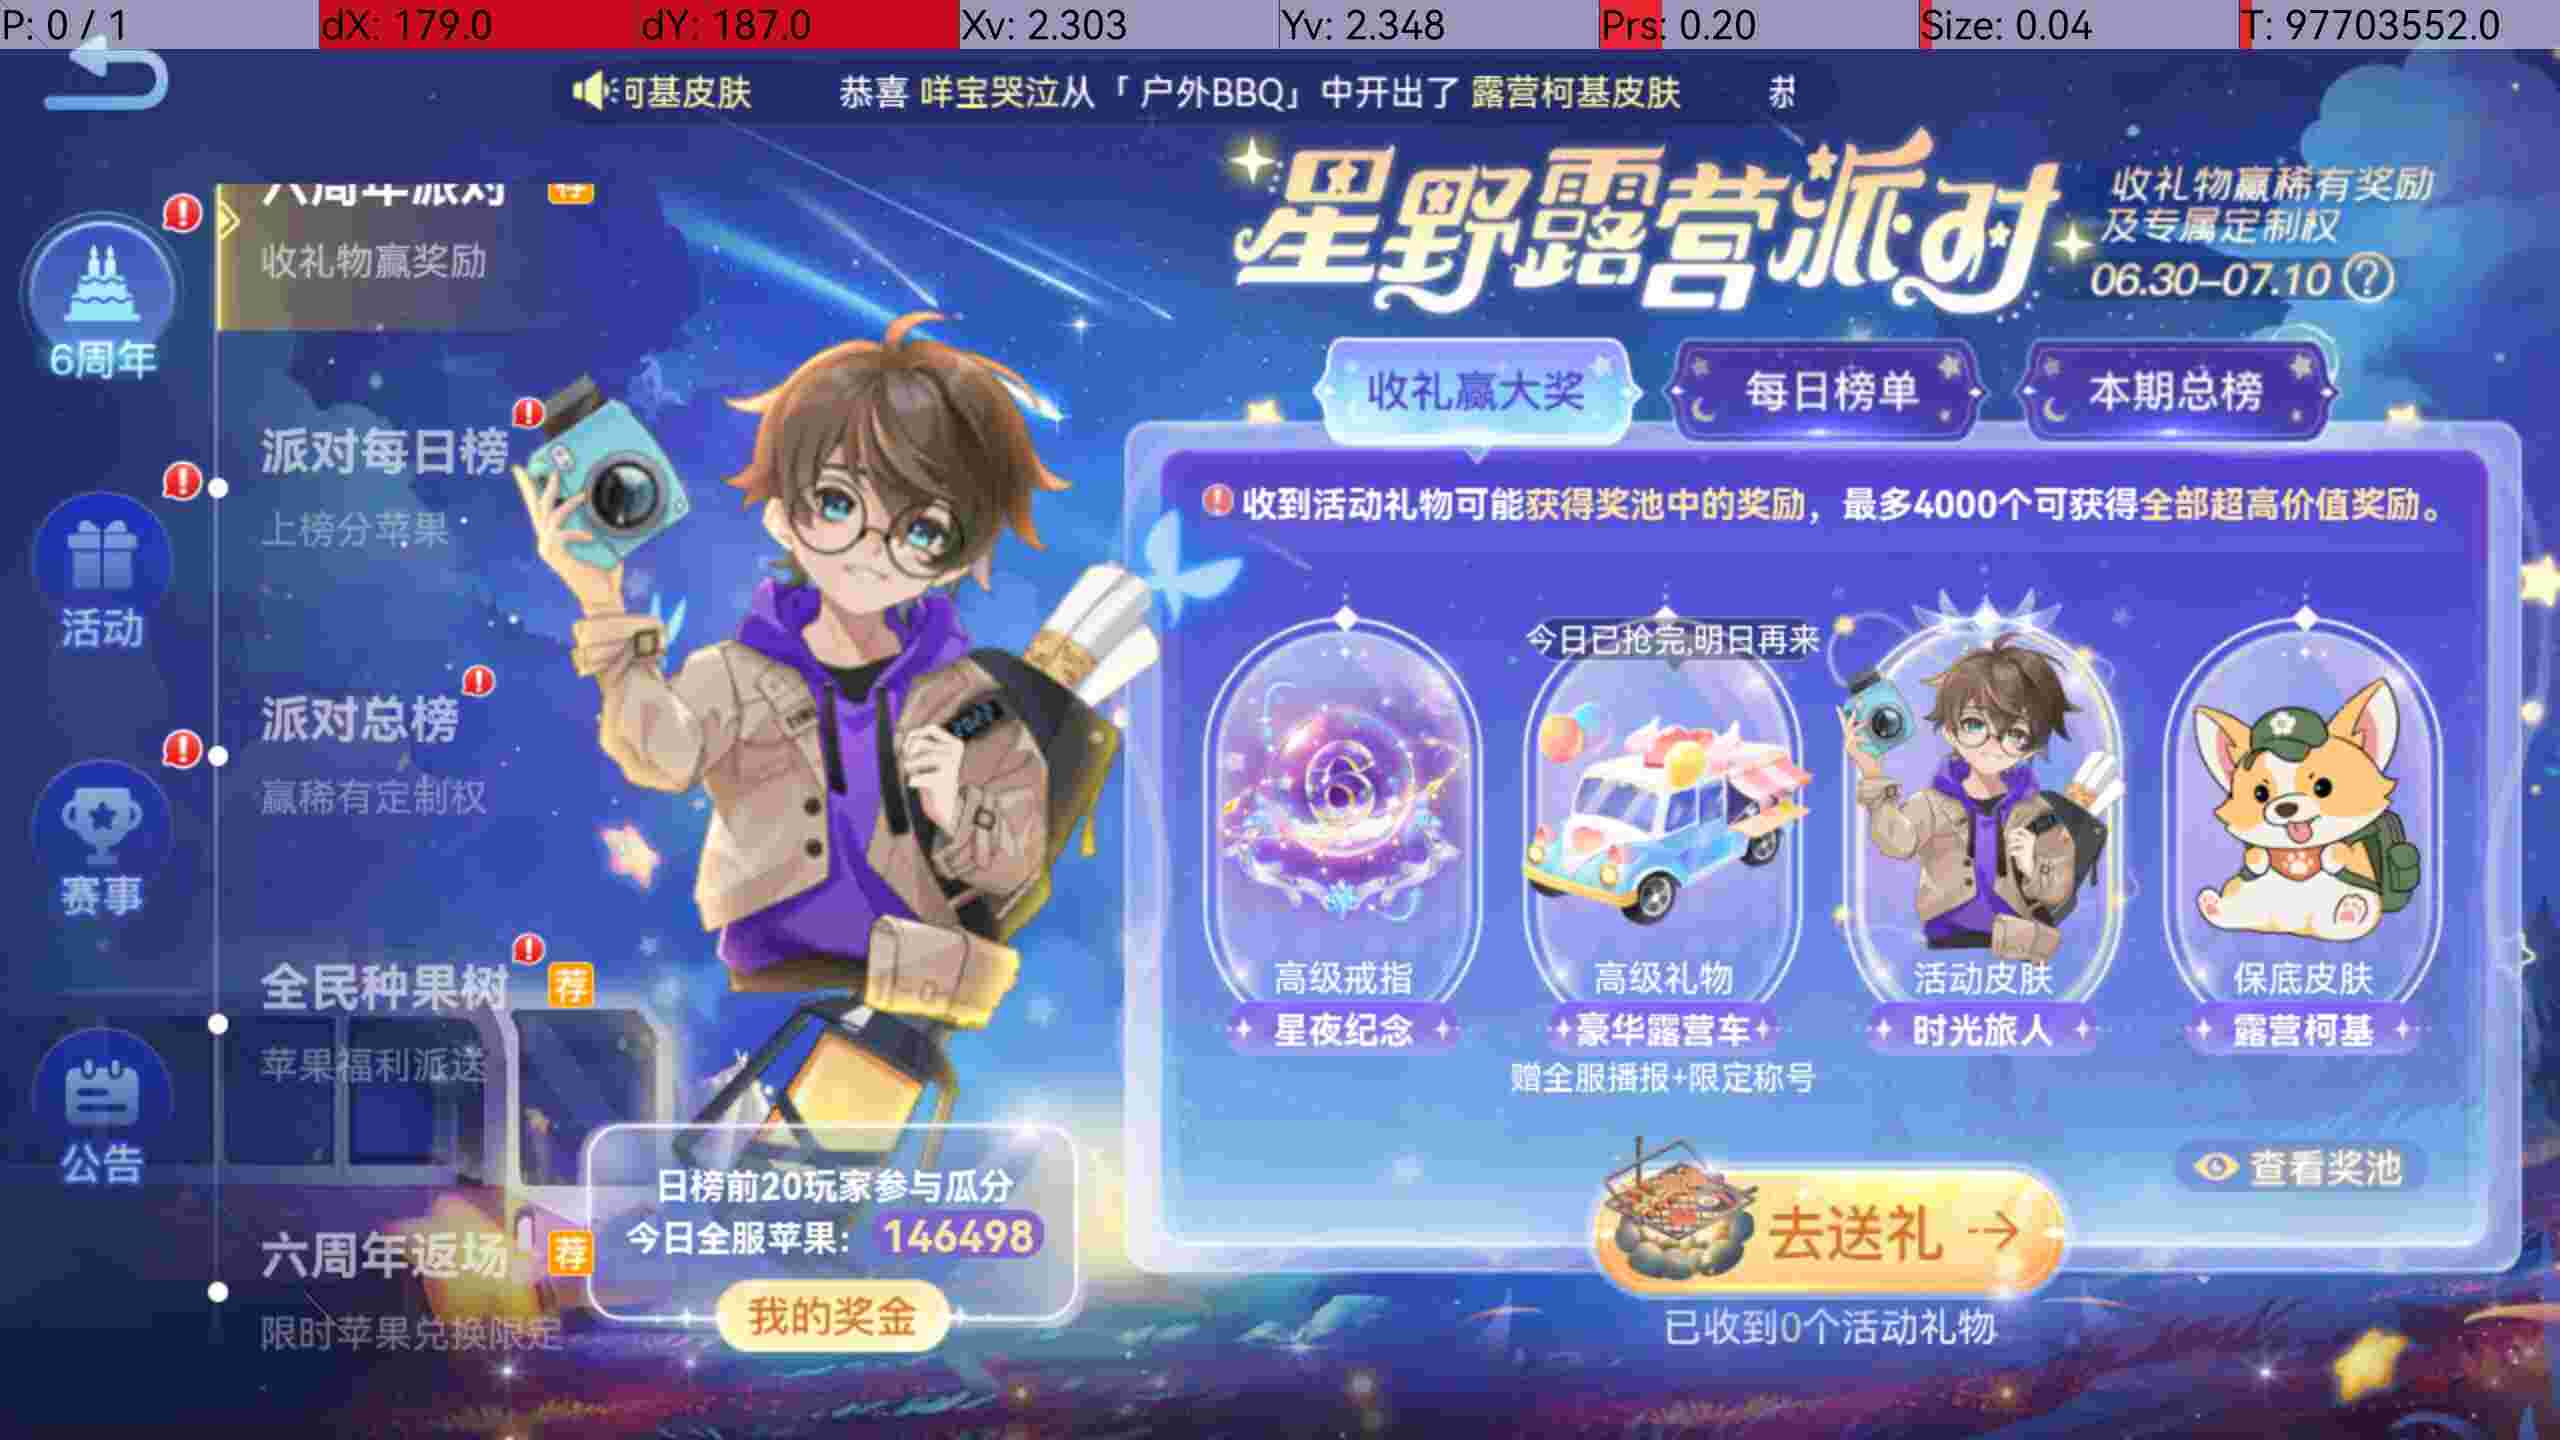 P: 0 / 1
dX: 179.0
dY: 187.0
Xv: 2.303
Yv: 2.348
Prs: 0.20
Size: 0.04
T: 97703552.0
柯基皮肤 恭喜 咩宝哭泣从「户外BBQ」中开出了 露营柯基皮肤 恭
六周年派对 荐
收礼物赢奖励
6周年
派对每日榜
上榜分苹果
活动
派对总榜
赢稀有定制权
赛事
全民种果树 荐
苹果福利派送
公告
六周年返场 荐
限时苹果兑换限定
星野露营派对
收礼物赢稀有奖励
及专属定制权
06.30-07.10
收礼赢大奖
每日榜单
本期总榜
收到活动礼物可能获得奖池中的奖励，最多4000个可获得全部超高价值奖励。
今日已抢完,明日再来
6
高级戒指
星夜纪念
高级礼物
豪华露营车
赠全服播报+限定称号
活动皮肤
时光旅人
保底皮肤
露营柯基
查看奖池
日榜前20玩家参与瓜分
今日全服苹果： 146498
我的奖金
去送礼
已收到0个活动礼物